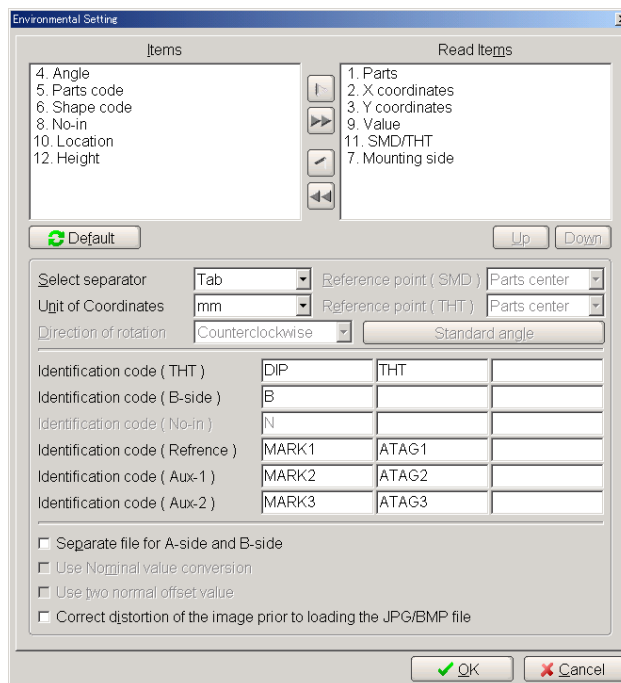 Environmental Setting
Items
Read Items
4. Angle
5. Parts code
6. Shape code
8. No-in
10. Location
12. Height
1. Parts
2. X coordinates
3. Y coordinates
9. Value
11. SMD/THT
7. Mounting side
Default
Up
Down
Select separator Tab Reference point ( SMD ) Parts center
Unit of Coordinates mm Reference point ( THT ) Parts center
Direction of rotation Counterclockwise Standard angle
Identification code ( THT ) DIP THT
Identification code ( B-side ) B
Identification code ( No-in ) N
Identification code ( Refrence ) MARK1 ATAG1
Identification code ( Aux-1 ) MARK2 ATAG2
Identification code ( Aux-2 ) MARK3 ATAG3
Separate file for A-side and B-side
Use Nominal value conversion
Use two normal offset value
Correct distortion of the image prior to loading the JPG/BMP file
OK Cancel